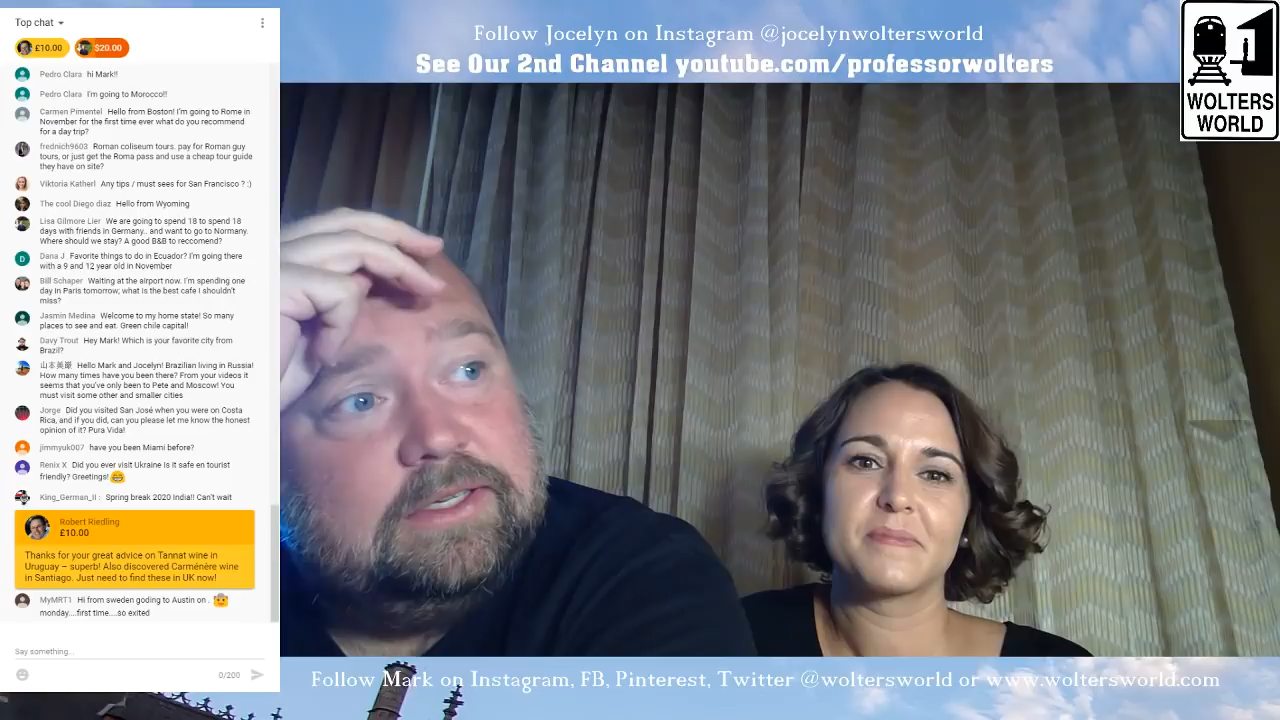 Top chat
£10.00
$20.00
Pedro Clara hi Mark!!
Pedro Clara I'm going to Morocco!!
Carmen Pimentel Hello from Boston! I'm going to Rome in
November for the first time ever what do you recommend
for a day trip?
frednich9603 Roman coliseum tours. pay for Roman guy
tours, or just get the Roma pass and use a cheap tour guide
they have on site?
Viktoria Katherl Any tips / must sees for San Francisco ? :)
The cool Diego diaz Hello from Wyoming
Lisa Gilmore Lier We are going to spend 18 to spend 18
days with friends in Germany.. and want to go to Normany.
Where should we stay? A good B&B to reccomend?
D
Dana J Favorite things to do in Ecuador? I'm going there
with a 9 and 12 year old in November
Bill Schaper Waiting at the airport now. I'm spending one
day in Paris tomorrow; what is the best cafe I shouldn't
miss?
Jasmin Medina Welcome to my home state! So many
places to see and eat. Green chile capital!
Davy Trout Hey Mark! Which is your favorite city from
Brazil?
山本美巌 Hello Mark and Jocelyn! Brazilian living in Russia!
How many times have you been there? From your videos it
seems that you've only been to Pete and Moscow! You
must visit some other and smaller cities
Jorge Did you visited San José when you were on Costa
Rica, and if you did, can you please let me know the honest
opinion of it? Pura Vida!
jimmyuk007 have you been Miami before?
Renix X Did you ever visit Ukraine is it safe en tourist
friendly? Greetings!
King_German_II : Spring break 2020 India!! Can't wait
Robert Riedling
£10.00
Thanks for your great advice on Tannat wine in
Uruguay – superb! Also discovered Carménère wine
in Santiago. Just need to find these in UK now!
MyMRT1 Hi from sweden goding to Austin on .
monday....first time....so exited
Say something...
0/200
Follow Jocelyn on Instagram @jocelynwoltersworld
See Our 2nd Channel youtube.com/professorwolters
WOLTERS
WORLD
Follow Mark on Instagram, FB, Pinterest, Twitter @woltersworld or www.woltersworld.com